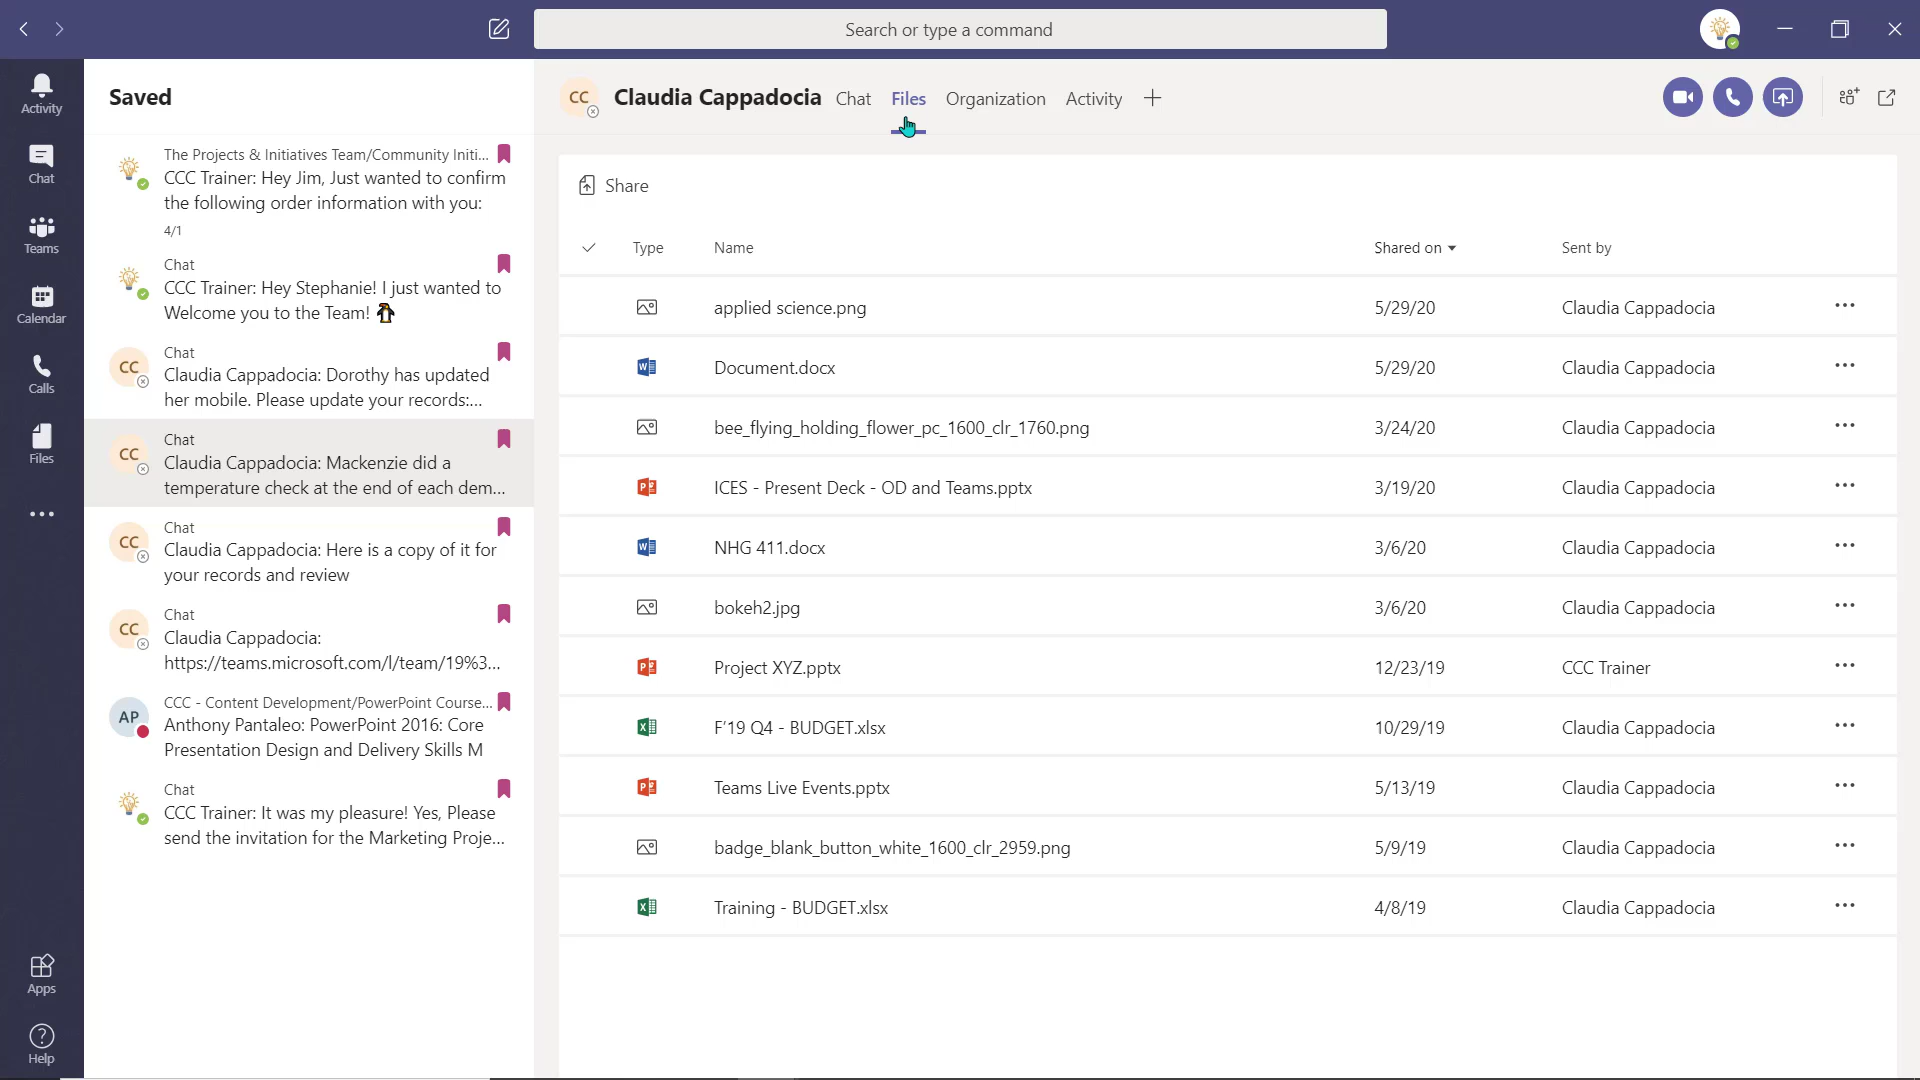 Search or type a command
Activity
Chat
Teams
Calendar
Calls
Files
Apps
Help
Saved
The Projects & Initiatives Team/Community Initi...
CCC Trainer: Hey Jim, Just wanted to confirm
the following order information with you:
4/1
Chat
CCC Trainer: Hey Stephanie! I just wanted to
Welcome you to the Team!
CC
Chat
Claudia Cappadocia: Dorothy has updated
her mobile. Please update your records:...
CC
Chat
Claudia Cappadocia: Mackenzie did a
temperature check at the end of each dem...
CC
Chat
Claudia Cappadocia: Here is a copy of it for
your records and review
CC
Chat
Claudia Cappadocia:
https://teams.microsoft.com/l/team/19%3...
AP
CCC - Content Development/PowerPoint Course...
Anthony Pantaleo: PowerPoint 2016: Core
Presentation Design and Delivery Skills M
Chat
CCC Trainer: It was my pleasure! Yes, Please
send the invitation for the Marketing Proje...
CC Claudia Cappadocia Chat Files Organization Activity
Share
Type Name Shared on Sent by
applied science.png 5/29/20 Claudia Cappadocia
Document.docx 5/29/20 Claudia Cappadocia
bee_flying_holding_flower_pc_1600_clr_1760.png 3/24/20 Claudia Cappadocia
ICES - Present Deck - OD and Teams.pptx 3/19/20 Claudia Cappadocia
NHG 411.docx 3/6/20 Claudia Cappadocia
bokeh2.jpg 3/6/20 Claudia Cappadocia
Project XYZ.pptx 12/23/19 CCC Trainer
F'19 Q4 - BUDGET.xlsx 10/29/19 Claudia Cappadocia
Teams Live Events.pptx 5/13/19 Claudia Cappadocia
badge_blank_button_white_1600_clr_2959.png 5/9/19 Claudia Cappadocia
Training - BUDGET.xlsx 4/8/19 Claudia Cappadocia